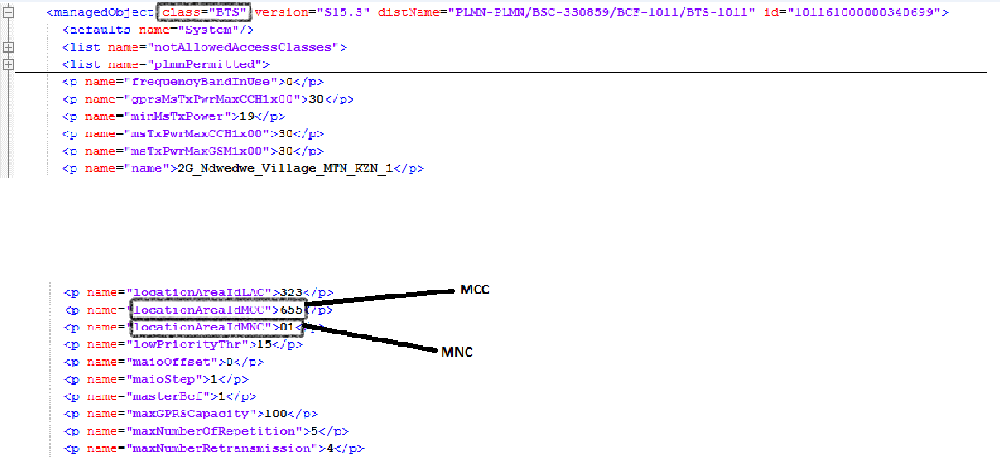 <managedObject class="BTS" version="S15.3" distName="PLMN-PLMN/BSC-330859/BCF-1011/BTS-1011" id="101161000000340699">
<defaults name="System"/>
<list name="notAllowedAccessClasses">
<list name="plmnPermitted">
<p name="frequencyBandInUse">0</p>
<p name="gprsMsTxPwrMaxCCH1x00">30</p>
<p name="minMsTxPower">19</p>
<p name="msTxPwrMaxCCH1x00">30</p>
<p name="msTxPwrMaxGSM1x00">30</p>
<p name="name">2G_Ndwedwe_Village_MTN_KZN_1</p>
<p name="locationAreaIdLAC">323</p>
MCC
<p name="locationAreaIdMCC">655</p>
<p name="locationAreaIdMNC">01</p>
<p name="lowPriorityThr">15</p>
MNC
<p name="maioOffset">0</p>
<p name="maioStep">1</p>
<p name="masterBcf">1</p>
<p name="maxGPRSCapacity">100</p>
<p name="maxNumberOfRepetition">5</p>
<p name="maxNumberRetransmission">4</p>